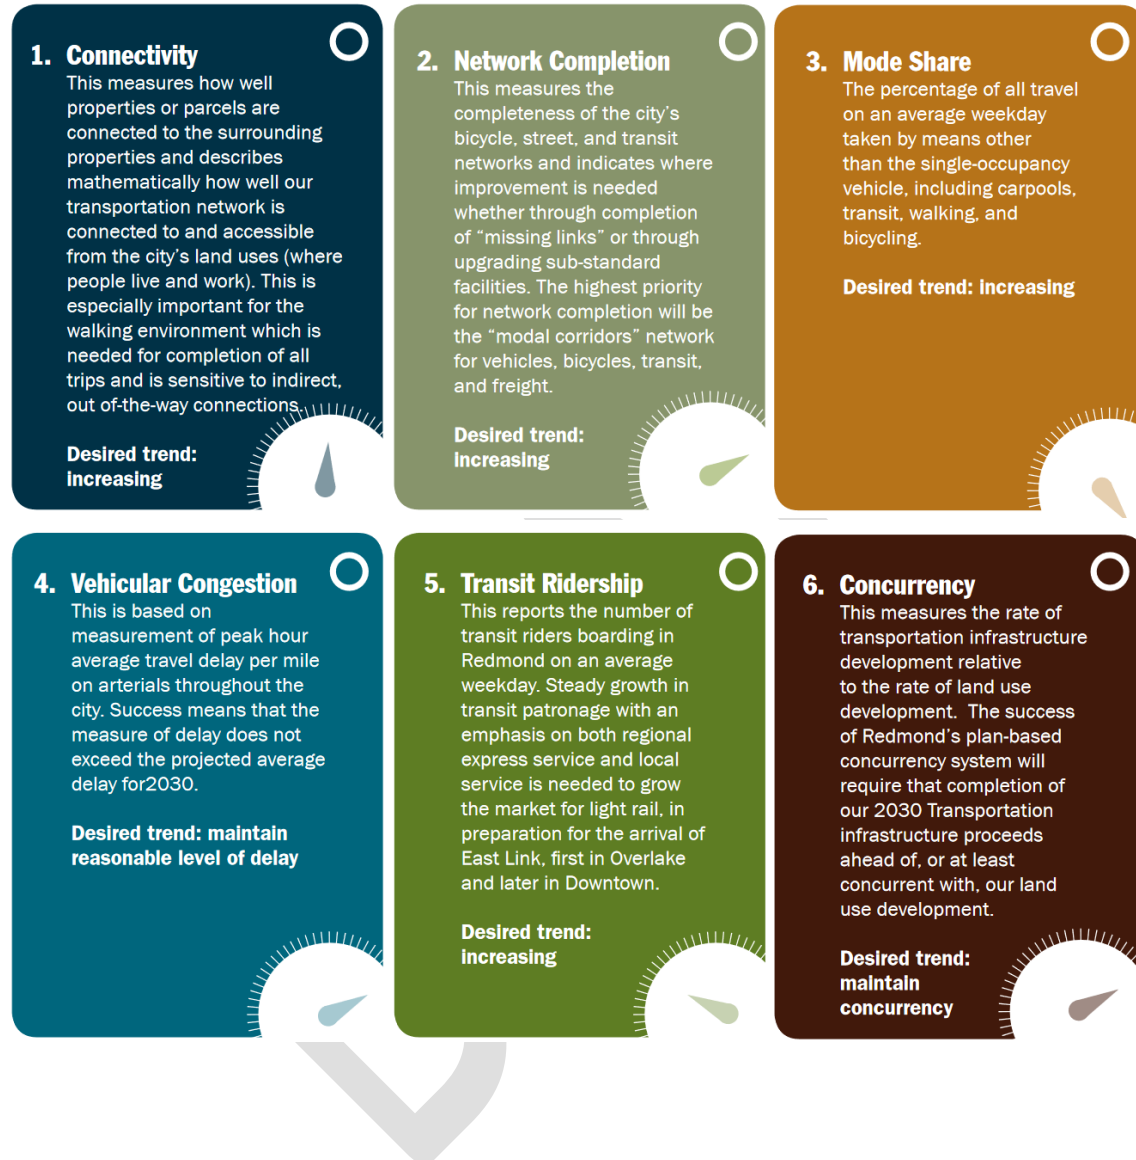 1. Connectivity
This measures how well
properties or parcels are
connected to the surrounding
properties and describes
mathematically how well our
transportation network is
connected to and accessible
from the city's land uses (where
people live and work). This is
especially important for the
walking environment which is
needed for completion of all
trips and is sensitive to indirect,
out of-the-way connections.
Desired trend:
increasing
2. Network Completion
This measures the
completeness of the city's
bicycle, street, and transit
networks and indicates where
improvement is needed
whether through completion
of “missing links” or through
upgrading sub-standard
facilities. The highest priority
for network completion will be
the “modal corridors” network
for vehicles, bicycles, transit,
and freight.
Desired trend:
increasing
3. Mode Share
The percentage of all travel
on an average weekday
taken by means other
than the single-occupancy
vehicle, including carpools,
transit, walking, and
bicycling.
Desired trend: increasing
4. Vehicular Congestion
This is based on
measurement of peak hour
average travel delay per mile
on arterials throughout the
city. Success means that the
measure of delay does not
exceed the projected average
delay for2030.
Desired trend: maintain
reasonable level of delay
5. Transit Ridership
This reports the number of
transit riders boarding in
Redmond on an average
weekday. Steady growth in
transit patronage with an
emphasis on both regional
express service and local
service is needed to grow
the market for light rail, in
preparation for the arrival of
East Link, first in Overlake
and later in Downtown.
Desired trend:
increasing
6. Concurrency
This measures the rate of
transportation infrastructure
development relative
to the rate of land use
development.  The success
of Redmond's plan-based
concurrency system will
require that completion of
our 2030 Transportation
infrastructure proceeds
ahead of, or at least
concurrent with, our land
use development.
Desired trend:
maintain
concurrency